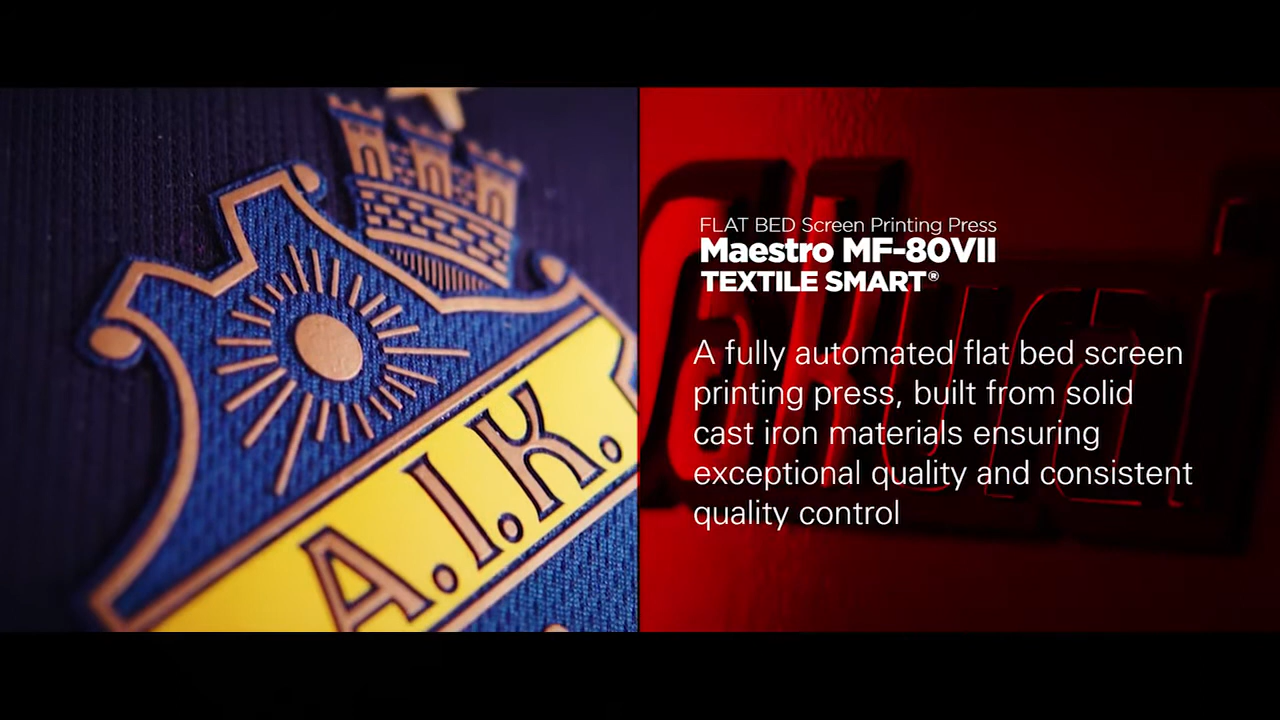 A.I.K.
FLAT BED Screen Printing Press
Maestro MF-80VII
TEXTILE SMART®
A fully automated flat bed screen
printing press, built from solid
cast iron materials ensuring
exceptional quality and consistent
quality control
Sakurai